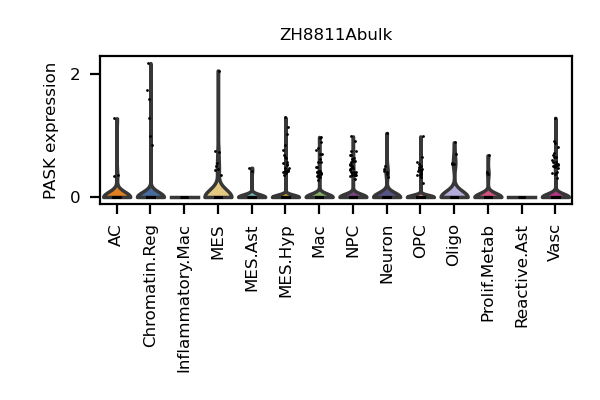 ZH8811Abulk
PASK expression
2
0
AC
Chromatin.Reg
Inflammatory.Mac
MES
MES.Ast
MES.Hyp
Mac
NPC
Neuron
OPC
Oligo
Prolif.Metab
Reactive.Ast
Vasc